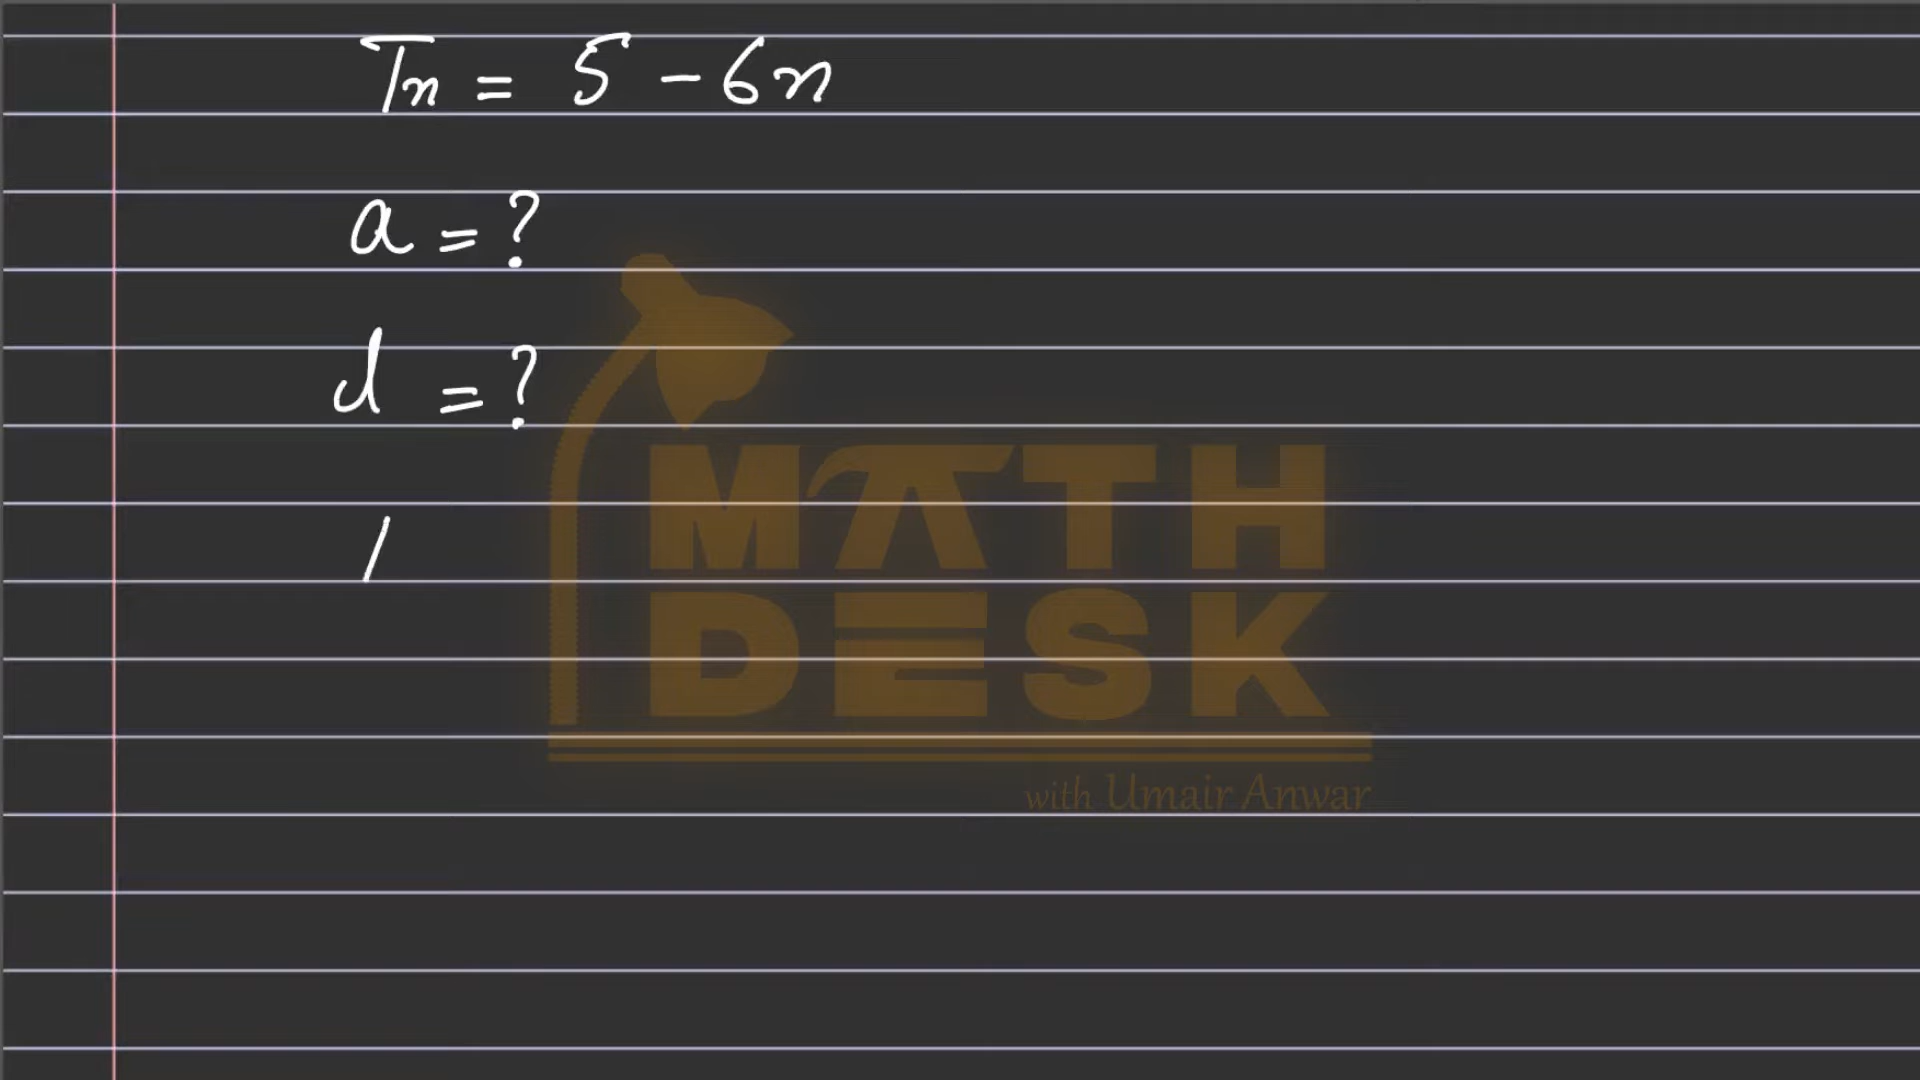 Tn = 5 - 6n
a = ?
d = ?
MATH
DESK
with Umair Anwar